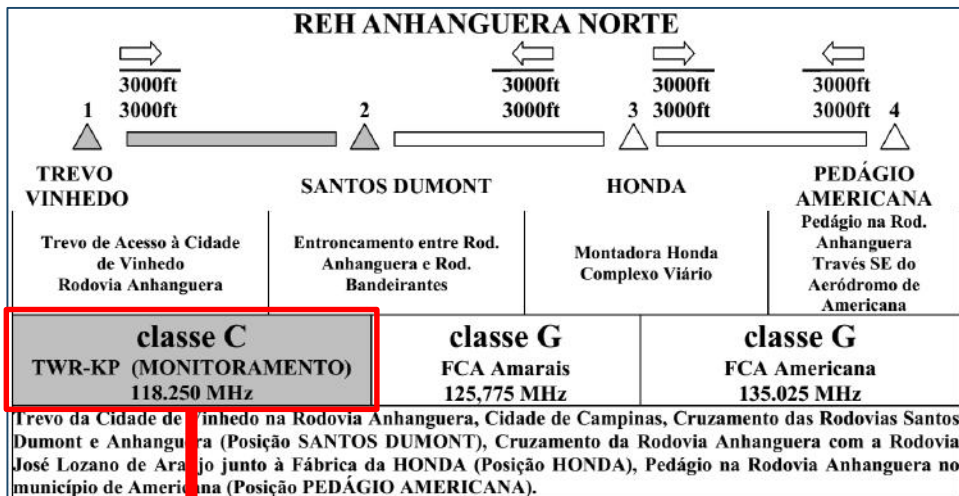 REH ANHANGUERA NORTE
3000ft 3000ft 3000ft 3000ft
1 3000ft 2 3000ft 3 3000ft 3000ft 4
TREVO VINHEDO
SANTOS DUMONT
HONDA
PEDÁGIO AMERICANA
Trevo de Acesso à Cidade
de Vinhedo
Rodovia Anhanguera
Entroncamento entre Rod.
Anhanguera e Rod.
Bandeirantes
Montadora Honda
Complexo Viário
Pedágio na Rod.
Anhanguera
Través SE do
Aeródromo de
Americana
classe C
TWR-KP (MONITORAMENTO)
118.250 MHz
classe G
FCA Amarais
125,775 MHz
classe G
FCA Americana
135.025 MHz
Trevo da Cidade de Vinhedo na Rodovia Anhanguera, Cidade de Campinas, Cruzamento das Rodovias Santos
Dumont e Anhanguera (Posição SANTOS DUMONT), Cruzamento da Rodovia Anhanguera com a Rodovia
José Lozano de Araújo junto à Fábrica da HONDA (Posição HONDA), Pedágio na Rodovia Anhanguera no
município de Americana (Posição PEDÁGIO AMERICANA).